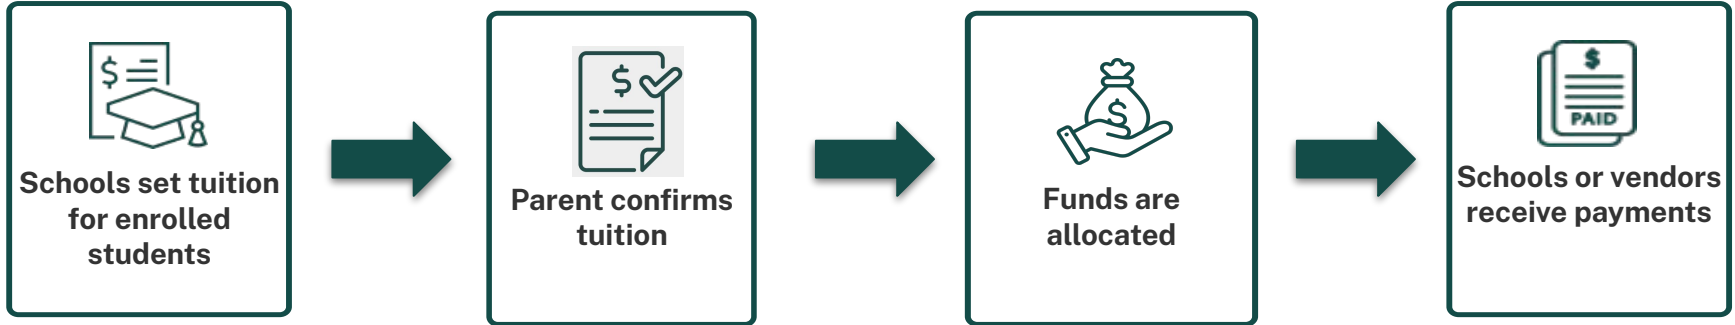 $
Schools set tuition
for enrolled
students
$
Parent confirms
tuition
$
Funds are
allocated
$
PAID
Schools or vendors
receive payments